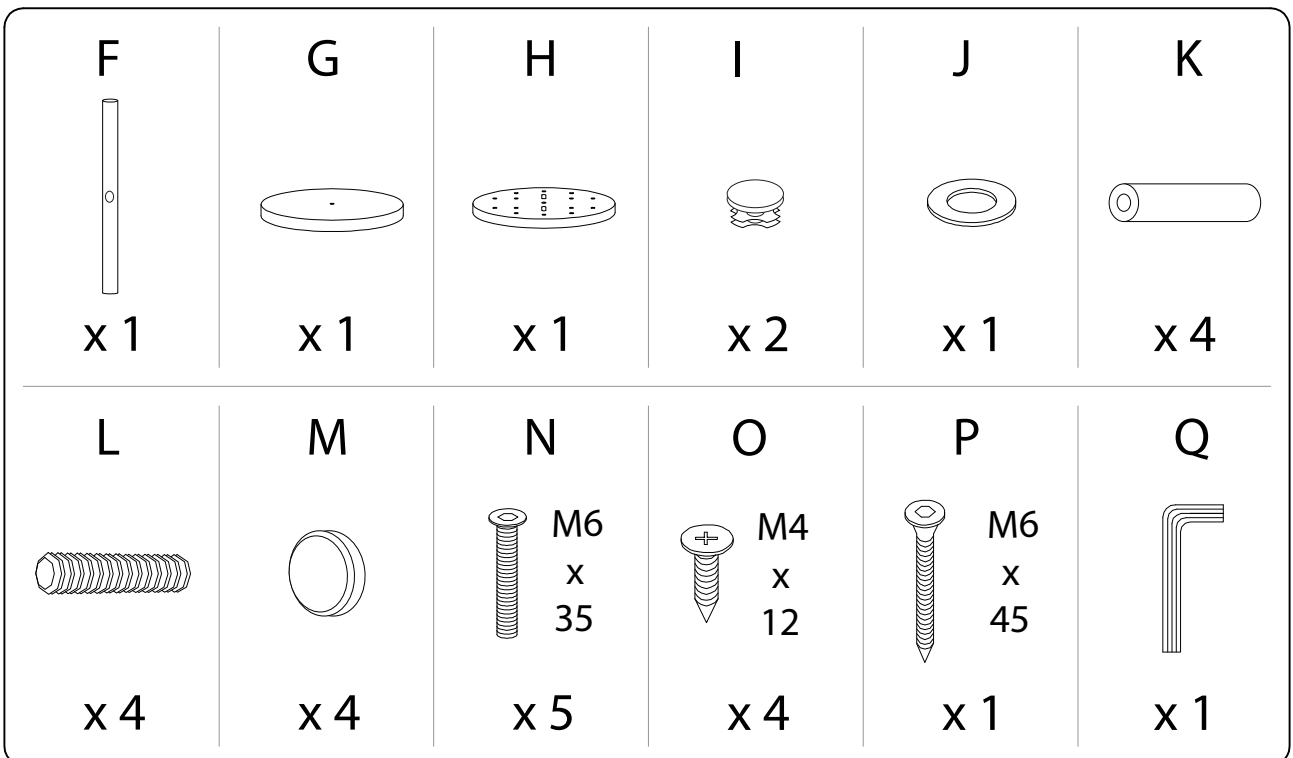 F G H I J K
x 1 x 1 x 1 x 2 x 1 x 4
L M N O P Q
M6 x 35
M4 x 12
M6 x 45
x 4 x 4 x 5 x 4 x 1 x 1